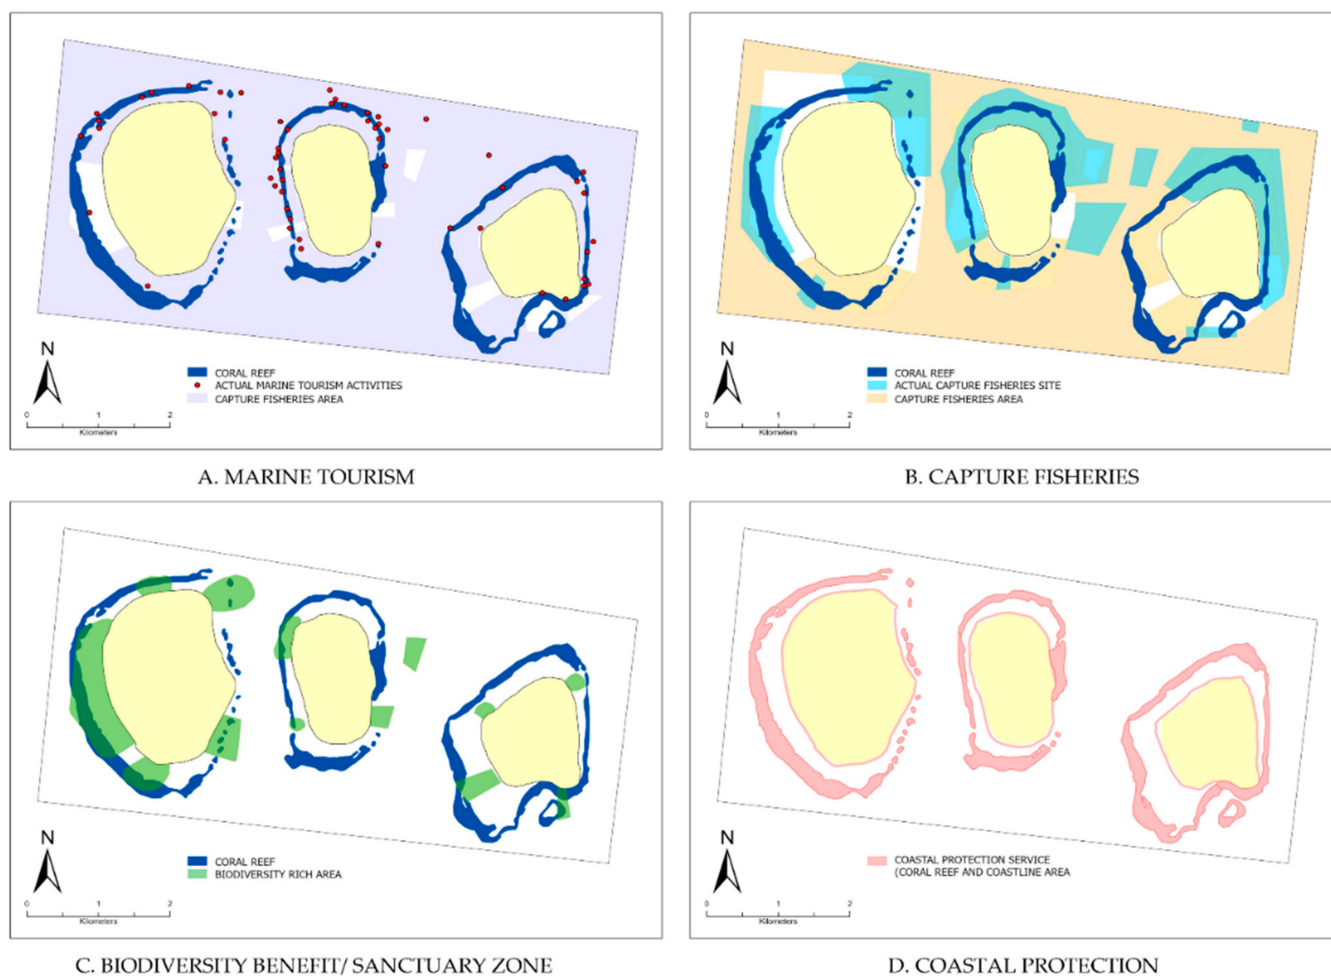 N
CORAL REEF
ACTUAL MARINE TOURISM ACTIVITIES
CAPTURE FISHERIES AREA
0 1 2
Kilometers
A. MARINE TOURISM
N
CORAL REEF
ACTUAL CAPTURE FISHERIES SITE
CAPTURE FISHERIES AREA
0 1 2
Kilometers
B. CAPTURE FISHERIES
N
CORAL REEF
BIODIVERSITY RICH AREA
0 1 2
Kilometers
C. BIODIVERSITY BENEFIT/ SANCTUARY ZONE
N
COASTAL PROTECTION SERVICE
(CORAL REEF AND COASTLINE AREA
0 1 2
Kilometers
D. COASTAL PROTECTION